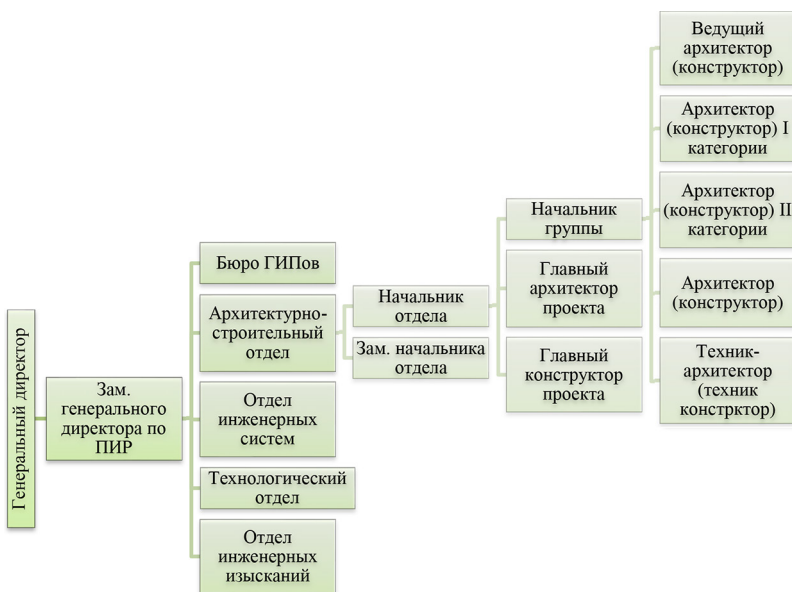 Генеральный директор
Зам.
генерального
директора по
ПИР
Бюро ГИПов
Архитектурно-
строительный
отдел
Отдел
инженерных
систем
Технологический
отдел
Отдел
инженерных
изысканий
Начальник
отдела
Зам. начальника
отдела
Начальник
группы
Главный
архитектор
проекта
Главный
конструктор
проекта
Ведущий
архитектор
(конструктор)
Архитектор
(конструктор) I
категории
Архитектор
(конструктор) II
категории
Архитектор
(конструктор)
Техник-
архитектор
(техник
констрктор)